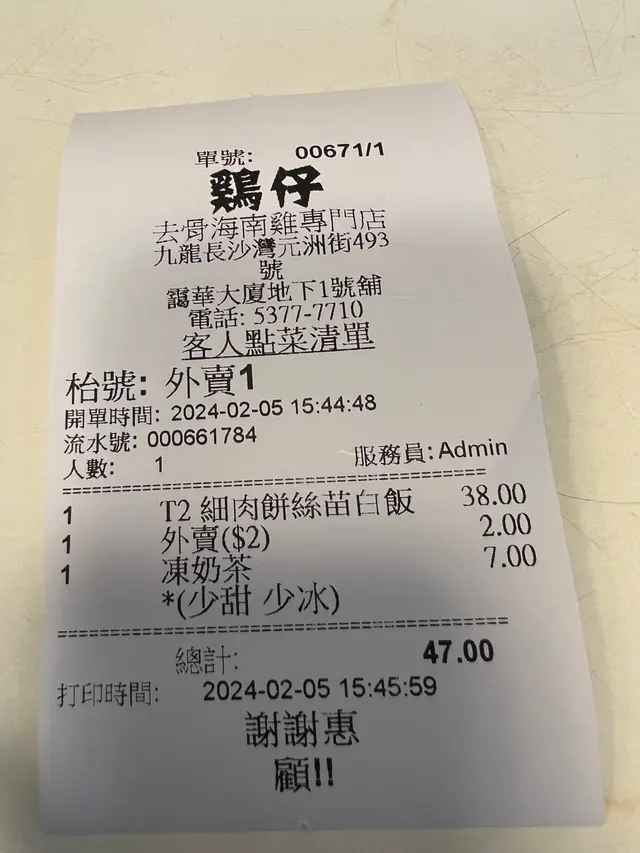 單號: 00671/1
鷄仔
去骨海南雞專門店
九龍長沙灣元洲街493
號
靄華大廈地下1號舖
電話: 5377-7710
客人點菜清單
枱號: 外賣1
開單時間: 2024-02-05 15:44:48
流水號: 000661784
人數: 1 服務員: Admin
1 T2 細肉餅絲苗白飯 38.00
1 外賣($2) 2.00
1 凍奶茶 7.00
*(少甜 少冰)
總計: 47.00
打印時間: 2024-02-05 15:45:59
謝謝惠
顧!!